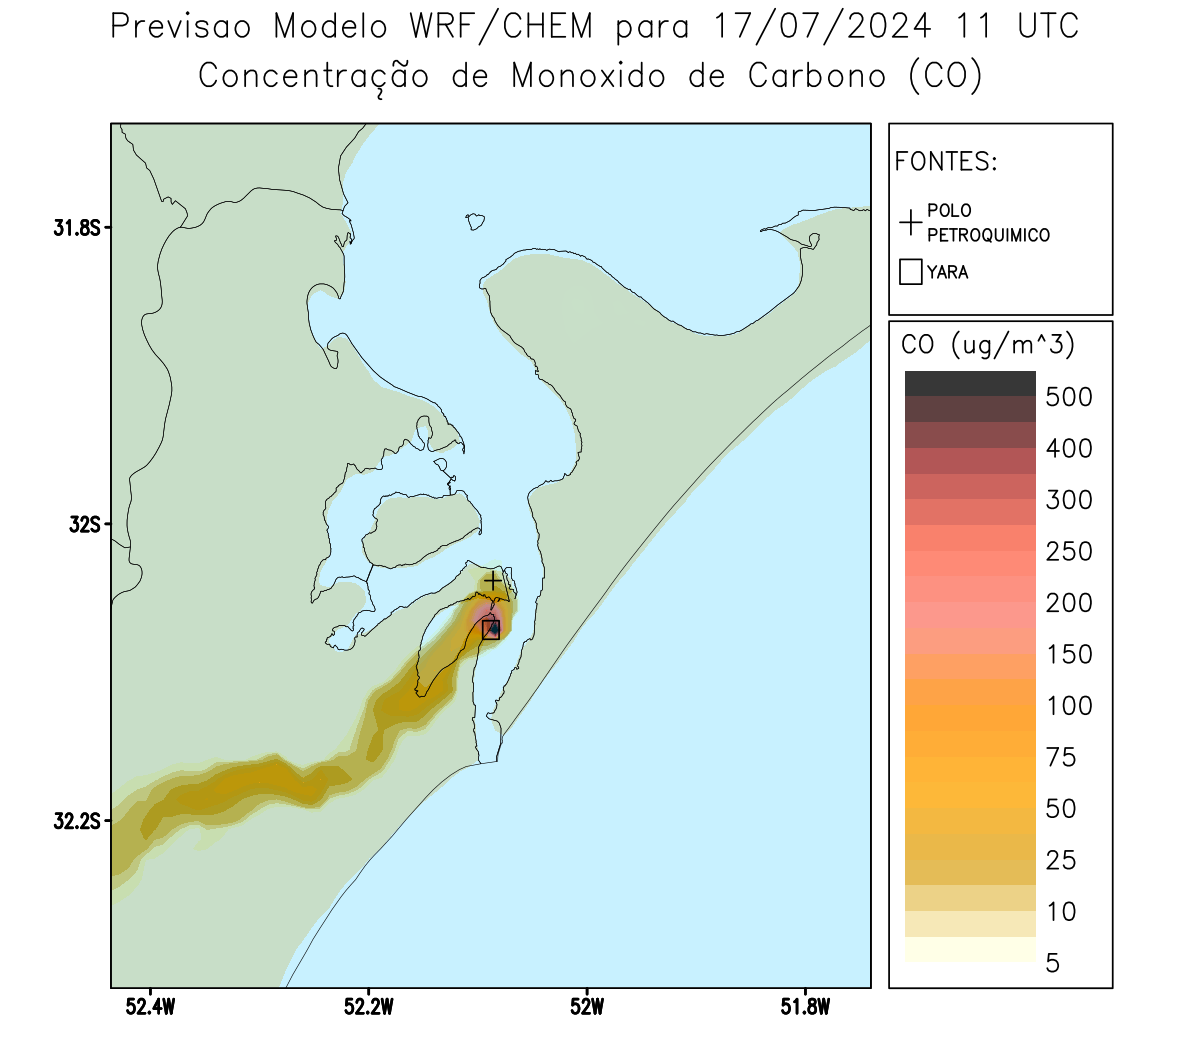 Previsao Modelo WRF/CHEM para 17/07/2024 11 UTC
Concentração de Monoxido de Carbono (CO)
FONTES:
POLO
PETROQUIMICO
YARA
CO (ug/m^3)
500
400
300
250
200
150
100
75
50
25
10
5
31.8S
32S
32.2S
52.4W
52.2W
52W
51.8W